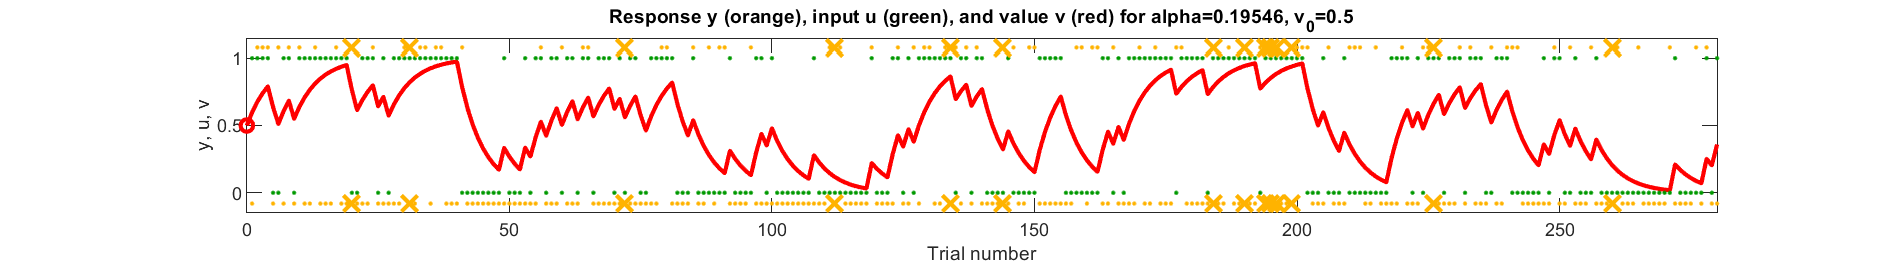 Response y (orange), input u (green), and value v (red) for alpha=0.19546, v0=0.5
y, u, v
1
0.5
0
0 50 100 150 200 250
Trial number